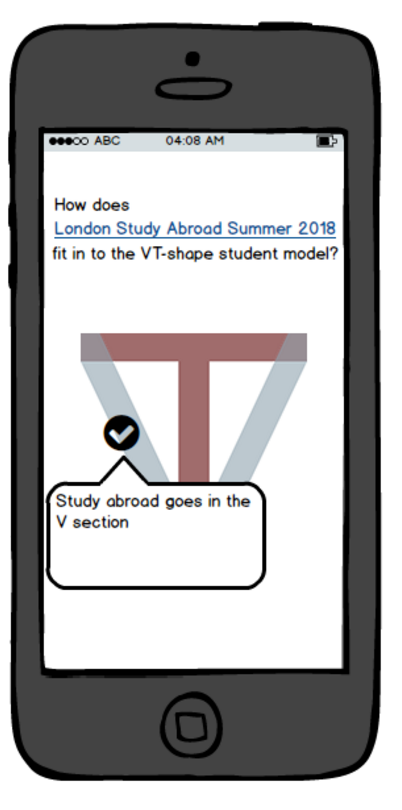 ABC 04:08 AM
How does
London Study Abroad Summer 2018
fit in to the VT-shape student model?
VT
Study abroad goes in the
V section